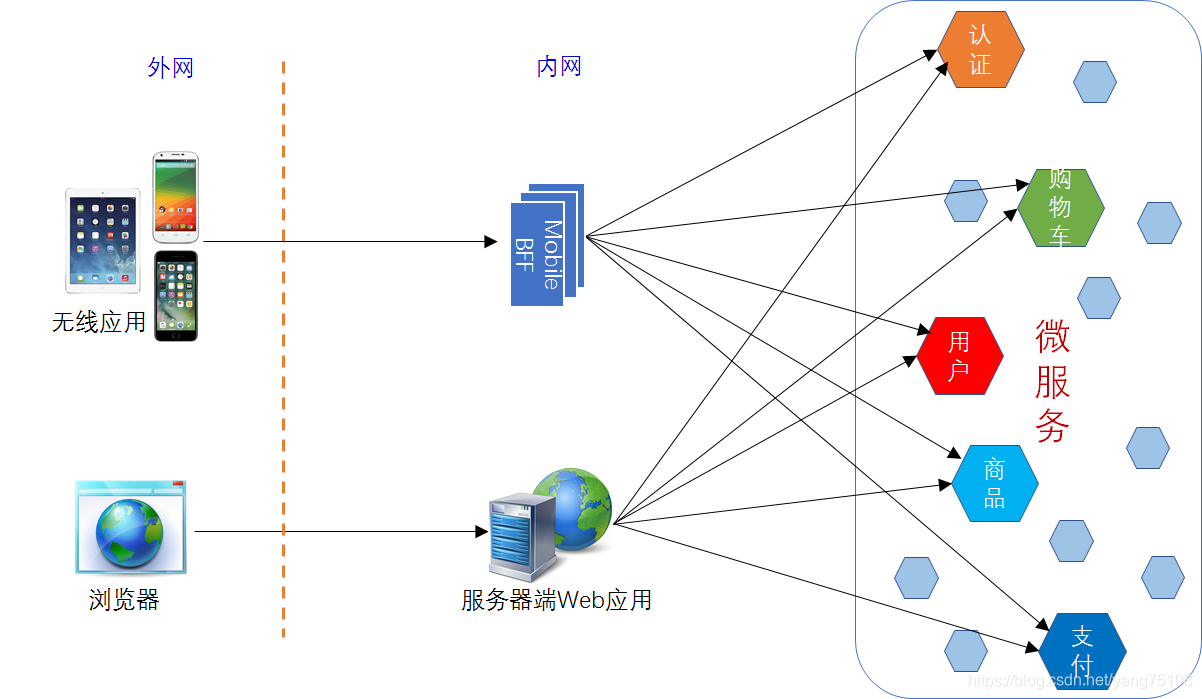 外网
内网
无线应用
Mobile
BFF
浏览器
服务器端Web应用
认
证
购
物
车
用
户
微
服
务
商
品
支
付
https://blog.csdn.net/yang75108